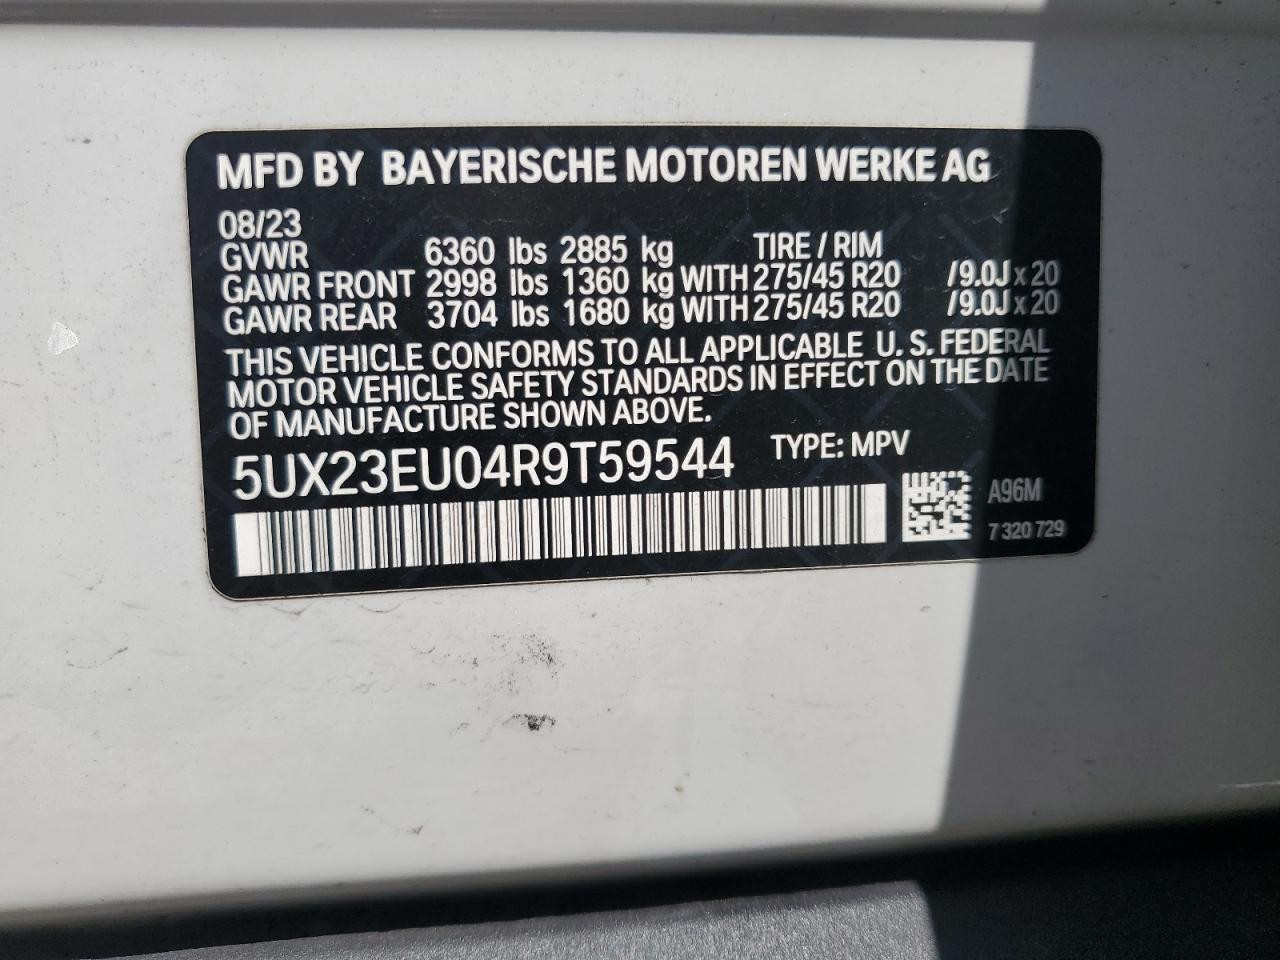 MFD BY BAYERISCHE MOTOREN WERKE AG
08/23
GVWR 6360 lbs 2885 kg TIRE / RIM
GAWR FRONT 2998 lbs 1360 kg WITH 275/45 R20 /9.0J x 20
GAWR REAR 3704 lbs 1680 kg WITH 275/45 R20 /9.0J x 20
THIS VEHICLE CONFORMS TO ALL APPLICABLE U. S. FEDERAL
MOTOR VEHICLE SAFETY STANDARDS IN EFFECT ON THE DATE
OF MANUFACTURE SHOWN ABOVE.
5UX23EU04R9T59544 TYPE: MPV
A96M
7 320 729